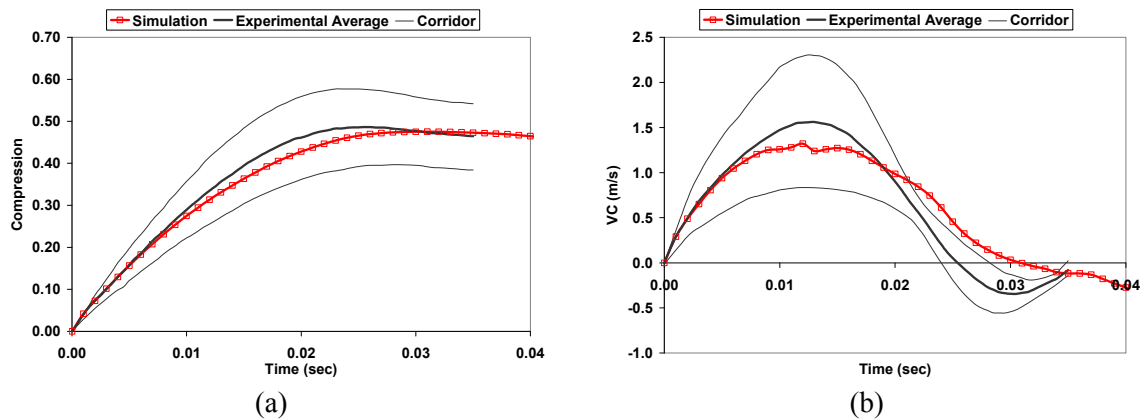 Simulation Experimental Average Corridor
0.70
0.60
0.50
0.40
0.30
0.20
0.10
0.00
Compression
0.00 0.01 0.02 0.03 0.04
Time (sec)
(a)
Simulation Experimental Average Corridor
2.5
2.0
1.5
1.0
0.5
0.0
-0.5
-1.0
VC (m/s)
0.00 0.01 0.02 0.03 0.04
Time (sec)
(b)